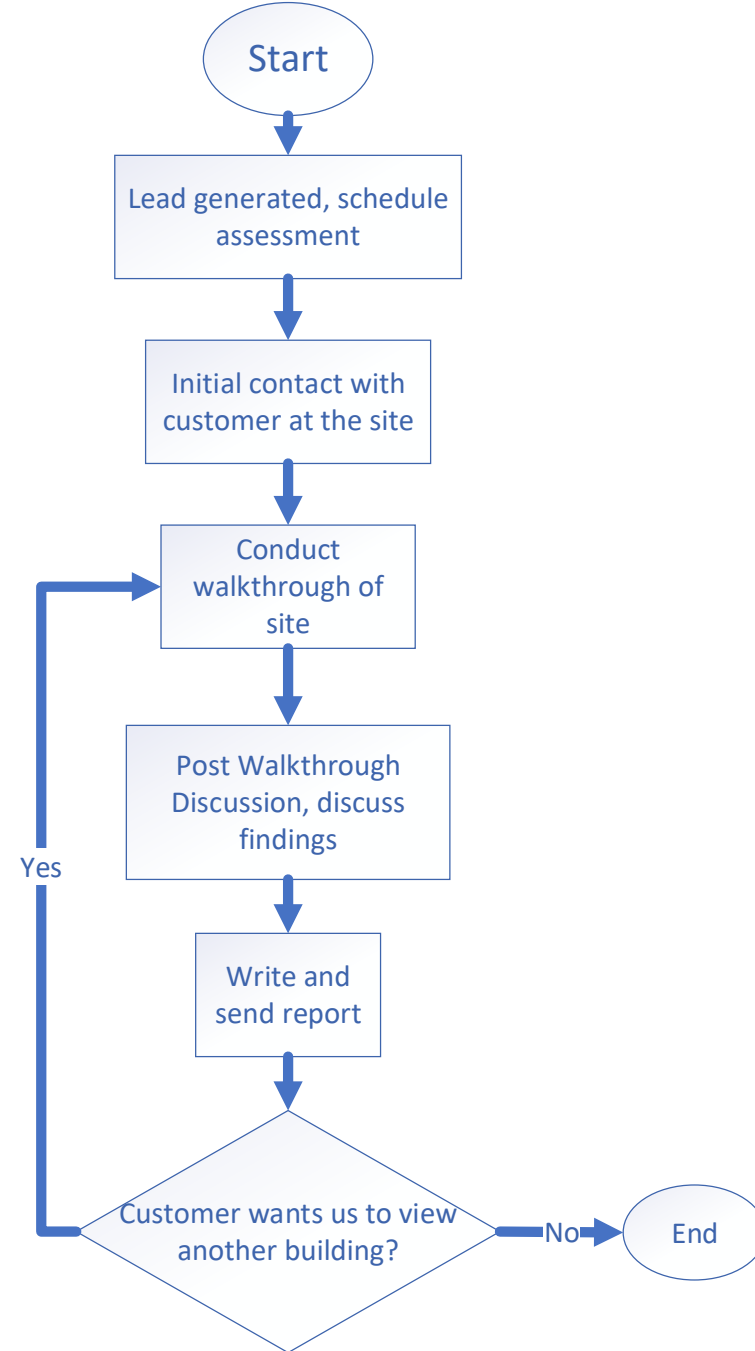 Start
Lead generated, schedule
assessment
Initial contact with
customer at the site
Conduct
walkthrough of
site
Post Walkthrough
Discussion, discuss
findings
Yes
Write and
send report
Customer wants us to view
another building?
No
End